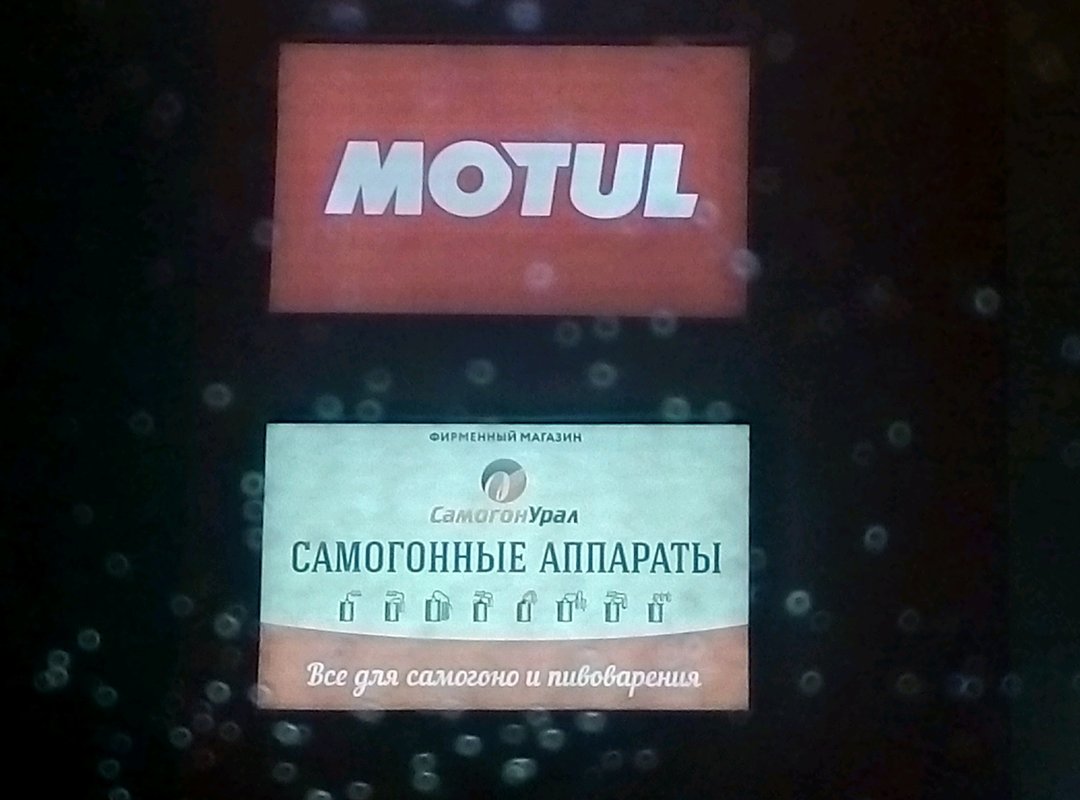 MOTUL
ФИРМЕННЫЙ МАГАЗИН
СамогонУрал
САМОГОННЫЕ АППАРАТЫ
Все для самогоно и пивоварения